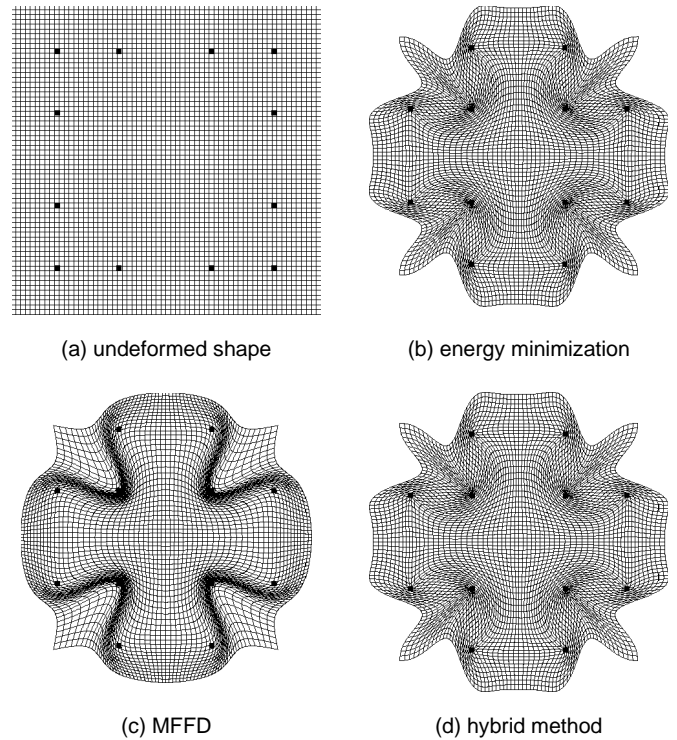 (a) undeformed shape
(b) energy minimization
(c) MFFD
(d) hybrid method